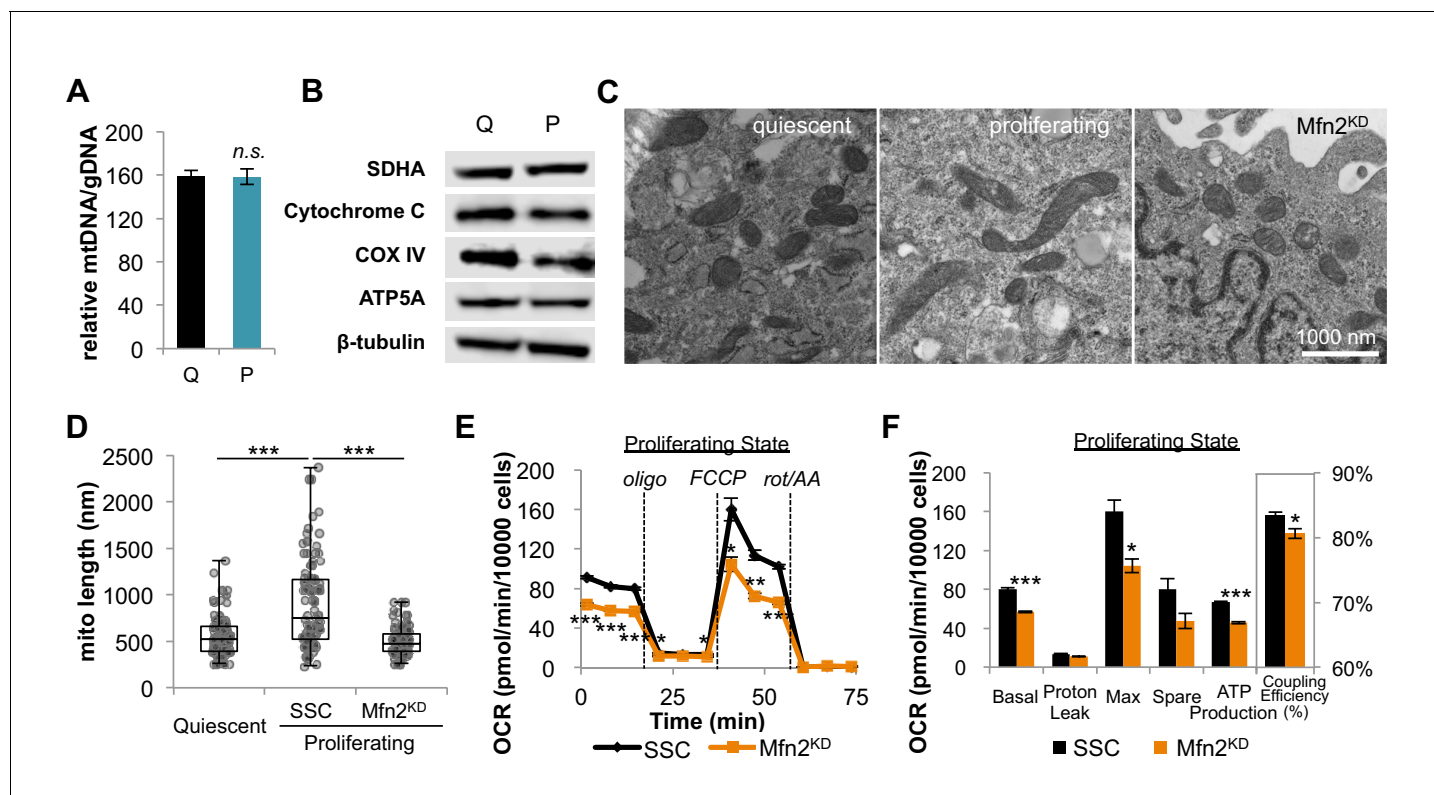 A
relative mtDNA/gDNA
200
160
120
80
40
0
n.s.
Q
P
B
Q P
SDHA
Cytochrome C
COX IV
ATP5A
β-tubulin
C
quiescent
proliferating
Mfn2KD
1000 nm
D
mito length (nm)
2500
2000
1500
1000
500
0
***
***
Quiescent
SSC
Mfn2KD
Proliferating
E
Proliferating State
OCR (pmol/min/10000 cells)
200
160
120
80
40
0
oligo
FCCP
rot/AA
***
***
***
*
*
*
**
***
0 25 50 75
Time (min)
SSC
Mfn2KD
F
Proliferating State
OCR (pmol/min/10000 cells)
200
160
120
80
40
0
***
*
***
*
90%
80%
70%
60%
Basal
Proton
Leak
Max
Spare
ATP
Production
Coupling
Efficiency
(%)
SSC
Mfn2KD